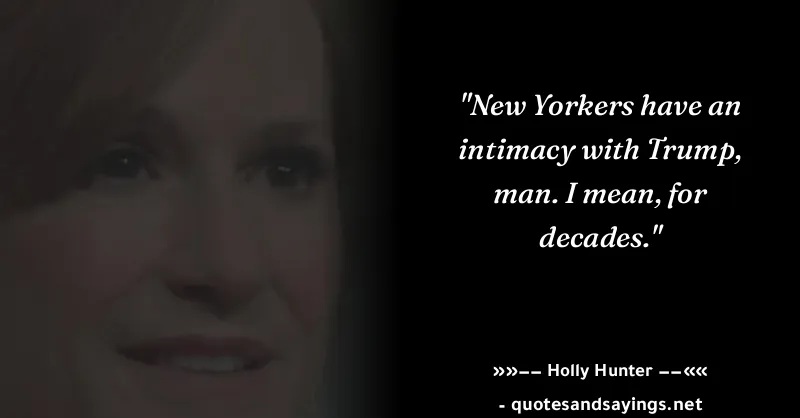 "New Yorkers have an
intimacy with Trump,
man. I mean, for
decades."
»»–– Holly Hunter ––««
- quotesandsayings.net